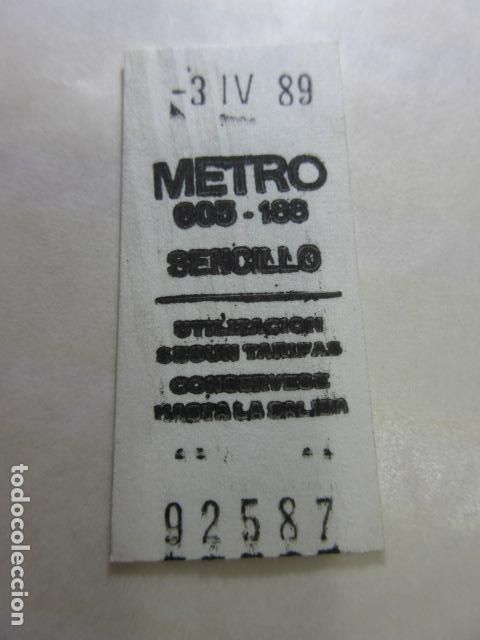 -3 IV 89
METRO
605-188
SENCILLO
UTILIZACION
SEGUN TARIFAS
CONSERVESE
HASTA LA SALIDA
92587
todocoleccion